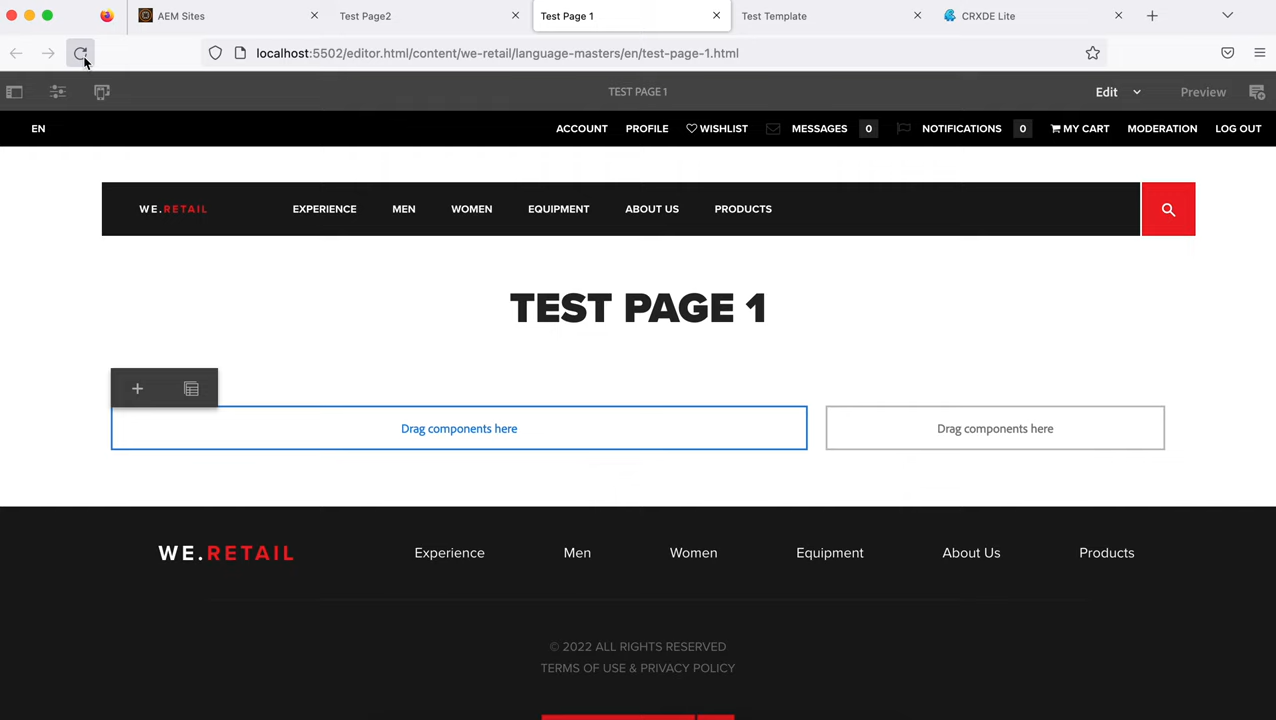 AEM Sites
Test Page2
Test Page 1
Test Template
CRXDE Lite
localhost:5502/editor.html/content/we-retail/language-masters/en/test-page-1.html
TEST PAGE 1
Edit
Preview
EN
ACCOUNT PROFILE WISHLIST MESSAGES 0 NOTIFICATIONS 0 MY CART MODERATION LOG OUT
WE.RETAIL EXPERIENCE MEN WOMEN EQUIPMENT ABOUT US PRODUCTS
TEST PAGE 1
Drag components here
Drag components here
WE.RETAIL Experience Men Women Equipment About Us Products
© 2022 ALL RIGHTS RESERVED
TERMS OF USE & PRIVACY POLICY